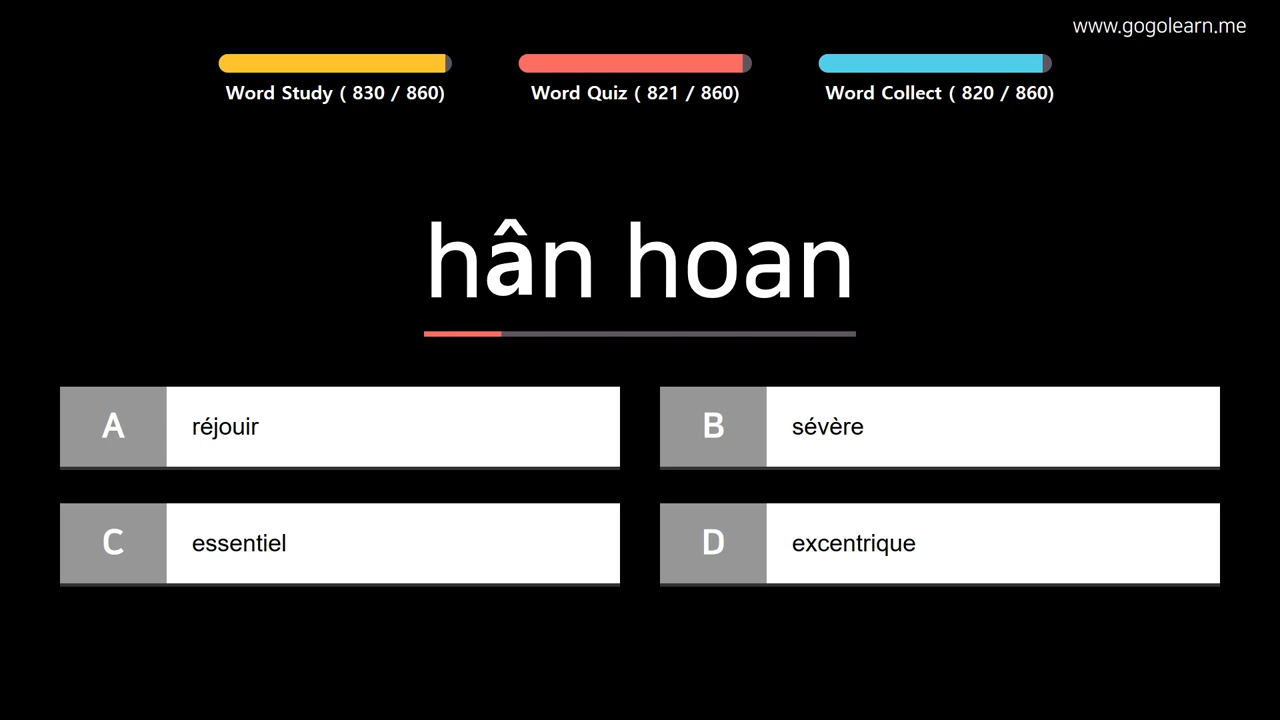 www.gogolearn.me
Word Study ( 830 / 860)
Word Quiz ( 821 / 860)
Word Collect ( 820 / 860)
hân hoan
A
réjouir
B
sévère
C
essentiel
D
excentrique